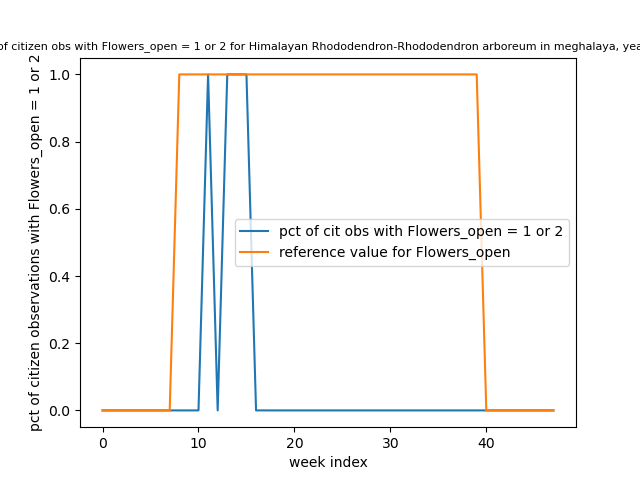 of citizen obs with Flowers_open = 1 or 2 for Himalayan Rhododendron-Rhododendron arboreum in meghalaya,
pct of citizen observations with Flowers_open = 1 or 2
1.0
0.8
0.6
0.4
0.2
0.0
pct of cit obs with Flowers_open = 1 or 2
reference value for Flowers_open
0
10
20
30
40
week index